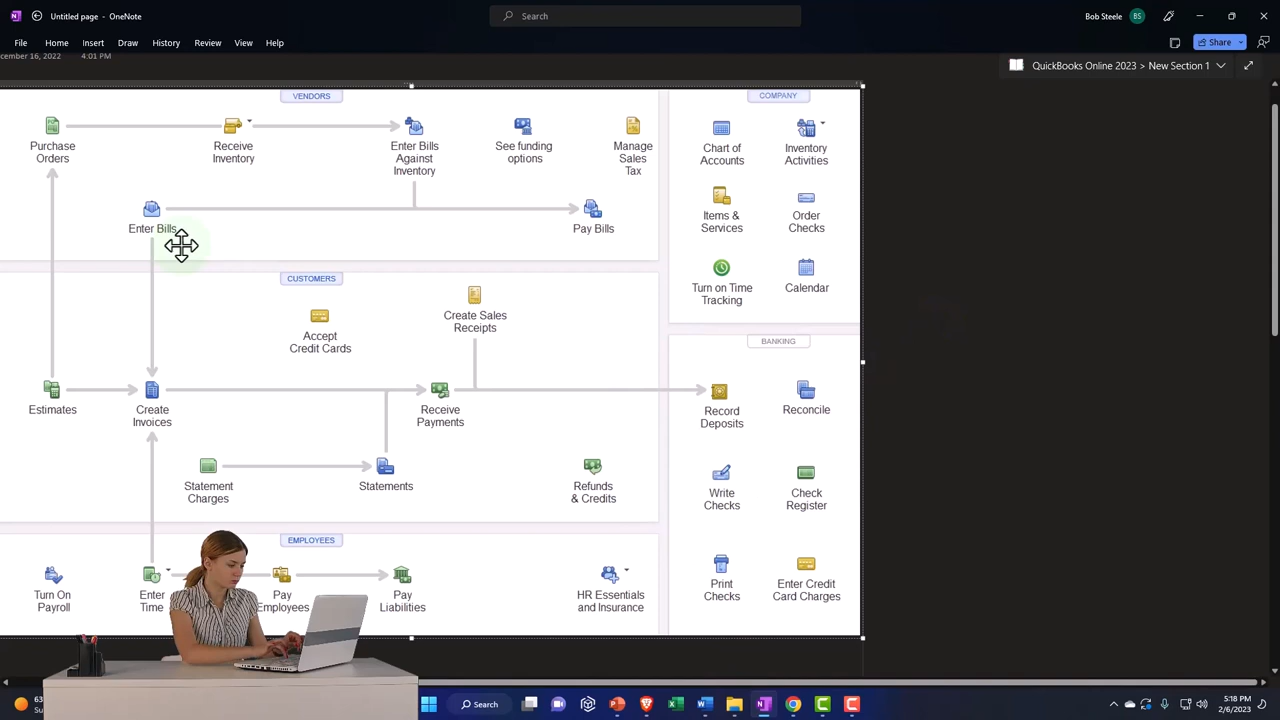 Untitled page - OneNote
Search
Bob Steele
BS
File
Home
Insert
Draw
History
Review
View
Help
Share
cember 16, 2022
4:01 PM
QuickBooks Online 2023 > New Section 1
VENDORS
COMPANY
Purchase
Orders
Receive
Inventory
Enter Bills
Against
Inventory
See funding
options
Manage
Sales
Tax
Chart of
Accounts
Inventory
Activities
Enter Bills
Pay Bills
Items &
Services
Order
Checks
Turn on Time
Tracking
Calendar
CUSTOMERS
Accept
Credit Cards
Create Sales
Receipts
BANKING
Estimates
Create
Invoices
Receive
Payments
Record
Deposits
Reconcile
Statement
Charges
Statements
Refunds
& Credits
Write
Checks
Check
Register
EMPLOYEES
Turn On
Payroll
Enter
Time
Pay
Employees
Pay
Liabilities
HR Essentials
and Insurance
Print
Checks
Enter Credit
Card Charges
Search
5:18 PM
2/6/2023